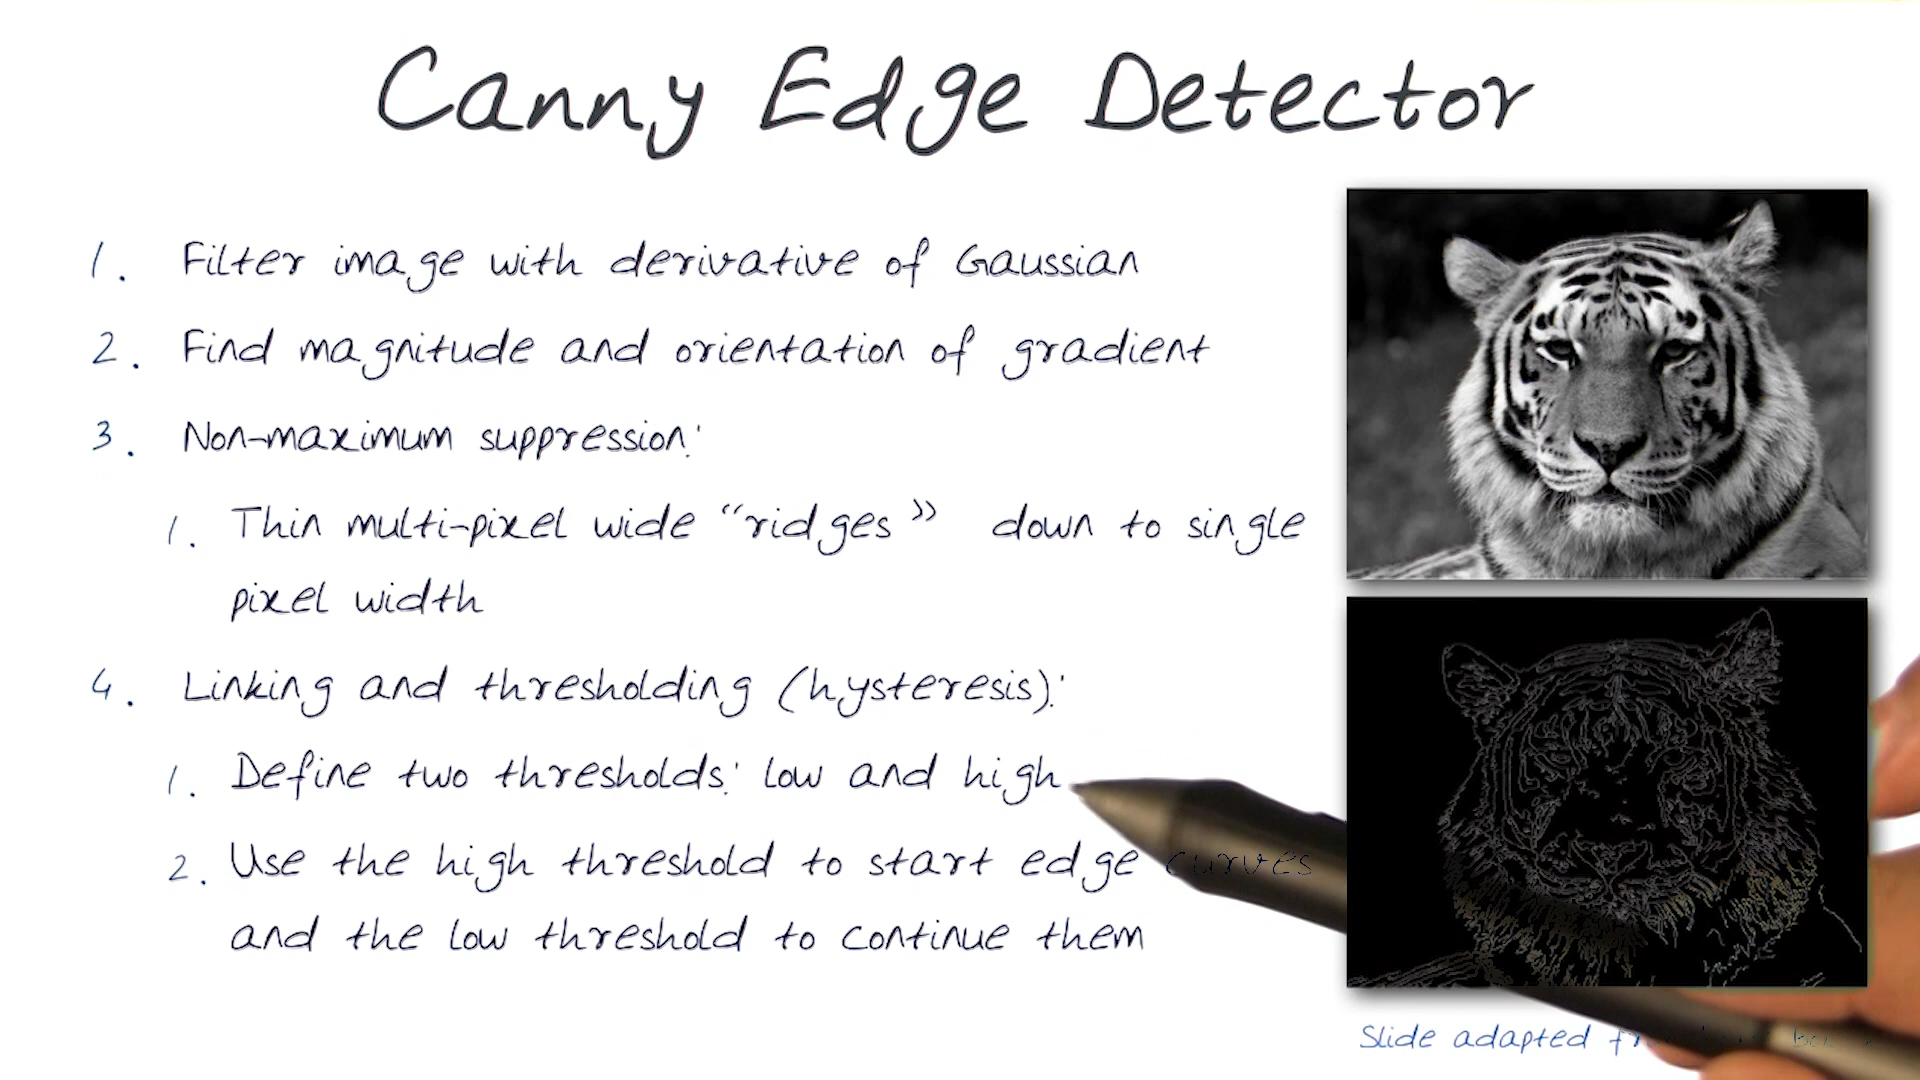 Canny Edge Detector
1. Filter image with derivative of Gaussian
2. Find magnitude and orientation of gradient
3. Non-maximum suppression:
1. Thin multi-pixel wide “ridges” down to single
pixel width
4. Linking and thresholding (hysteresis):
1. Define two thresholds: low and high
2. Use the high threshold to start edge curves
and the low threshold to continue them
Slide adapted